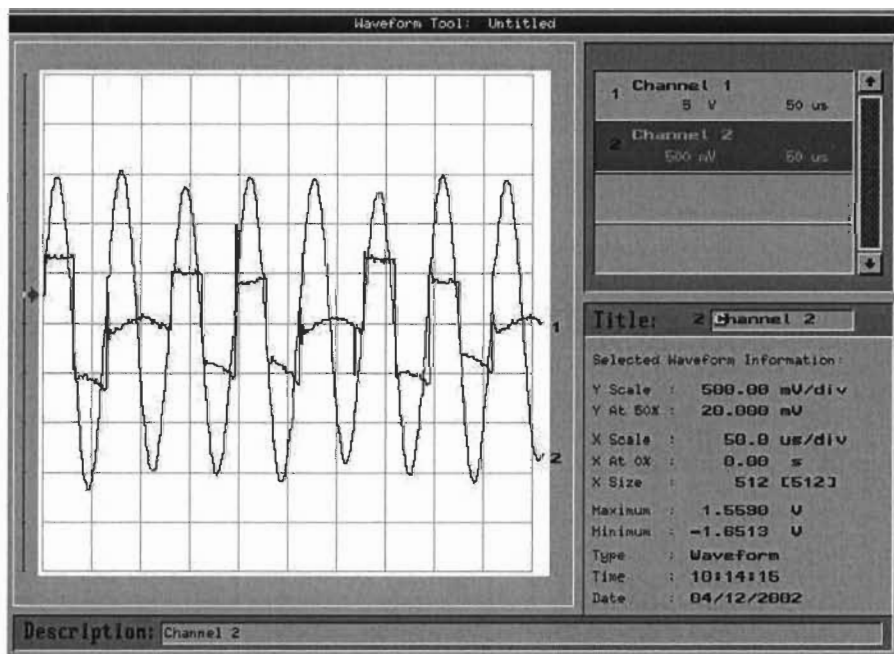 Waveform Tool: Untitled
1 Channel 1
5 V 50 us
2 Channel 2
500 mV 50 us
1
2
Title: 2 Channel 2
Selected Waveform Information:
Y Scale : 500.00 mV/div
Y At 50% : 20.000 mV
X Scale : 50.0 us/div
X At 0% : 0.00 s
X Size : 512 [512]
Maximum : 1.5590 V
Minimum : -1.6513 V
Type : Waveform
Time : 10:14:15
Date : 04/12/2002
Description: Channel 2